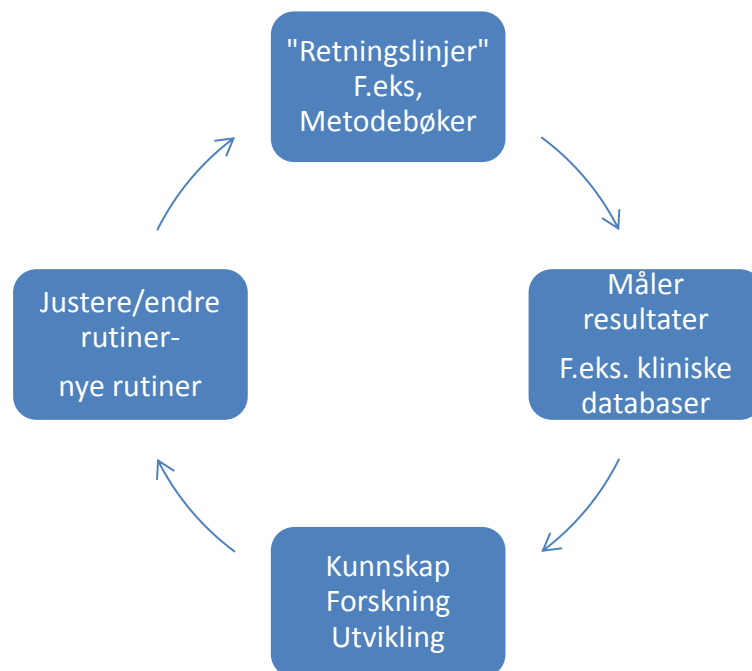 "Retningslinjer"
F.eks,
Metodebøker
Måler
resultater
F.eks. kliniske
databaser
Kunnskap
Forskning
Utvikling
Justere/endre
rutiner-
nye rutiner